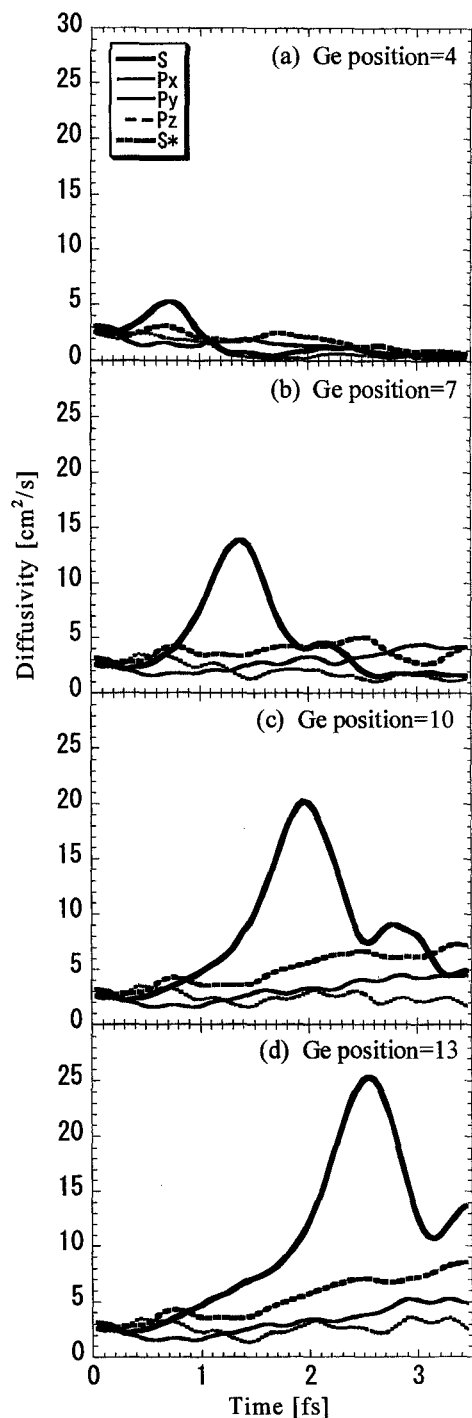 30
(a) Ge position=4
S
Px
Py
Pz
S*
25
20
15
10
5
0
(b) Ge position=7
25
20
15
10
5
0
(c) Ge position=10
25
20
15
10
5
0
(d) Ge position=13
25
20
15
10
5
0
Diffusivity [cm²/s]
0 1 2 3
Time [fs]